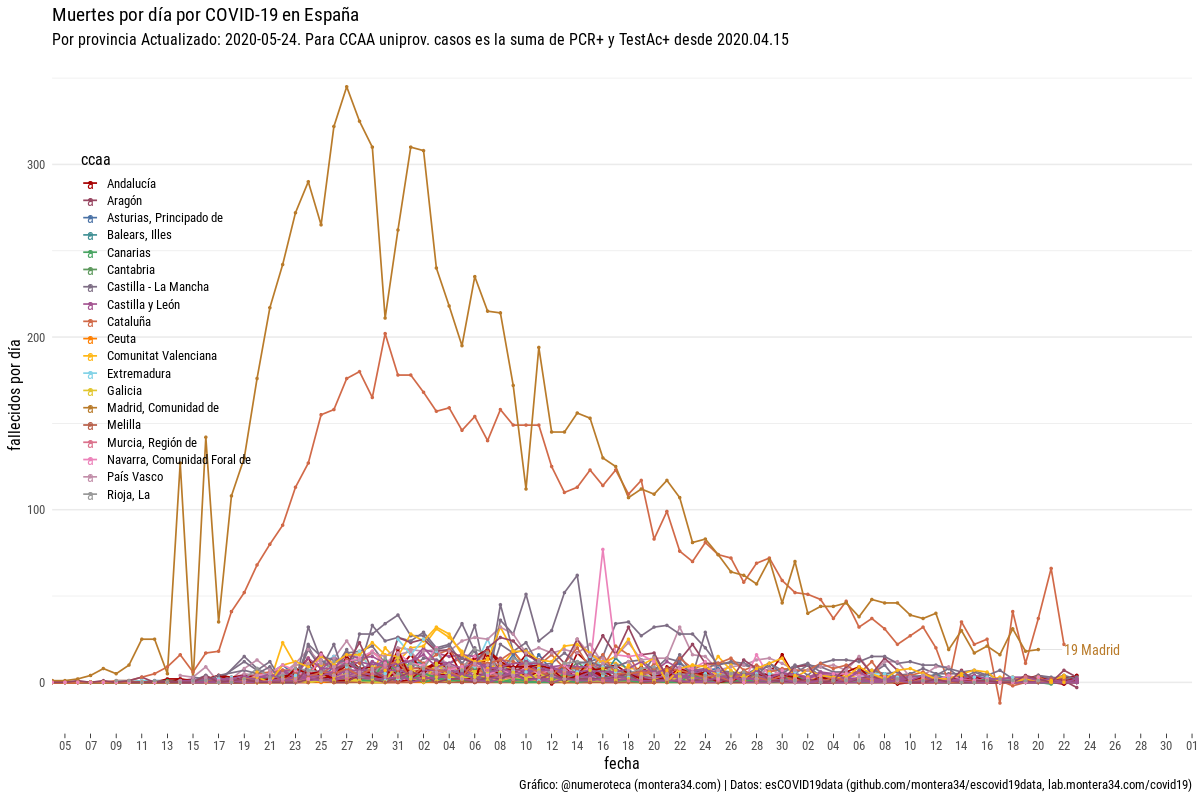 Muertes por día por COVID-19 en España
Por provincia Actualizado: 2020-05-24. Para CCAA uniprov. casos es la suma de PCR+ y TestAc+ desde 2020.04.15
fallecidos por día
300
200
100
0
ccaa
Andalucía
Aragón
Asturias, Principado de
Balears, Illes
Canarias
Cantabria
Castilla - La Mancha
Castilla y León
Cataluña
Ceuta
Comunitat Valenciana
Extremadura
Galicia
Madrid, Comunidad de
Melilla
Murcia, Región de
Navarra, Comunidad Foral de
País Vasco
Rioja, La
19 Madrid
05 07 09 11 13 15 17 19 21 23 25 27 29 31 02 04 06 08 10 12 14 16 18 20 22 24 26 28 30 02 04 06 08 10 12 14 16 18 20 22 24 26 28 30 01
fecha
Gráfico: @numeroteca (montera34.com) | Datos: esCOVID19data (github.com/montera34/escovid19data, lab.montera34.com/covid19)